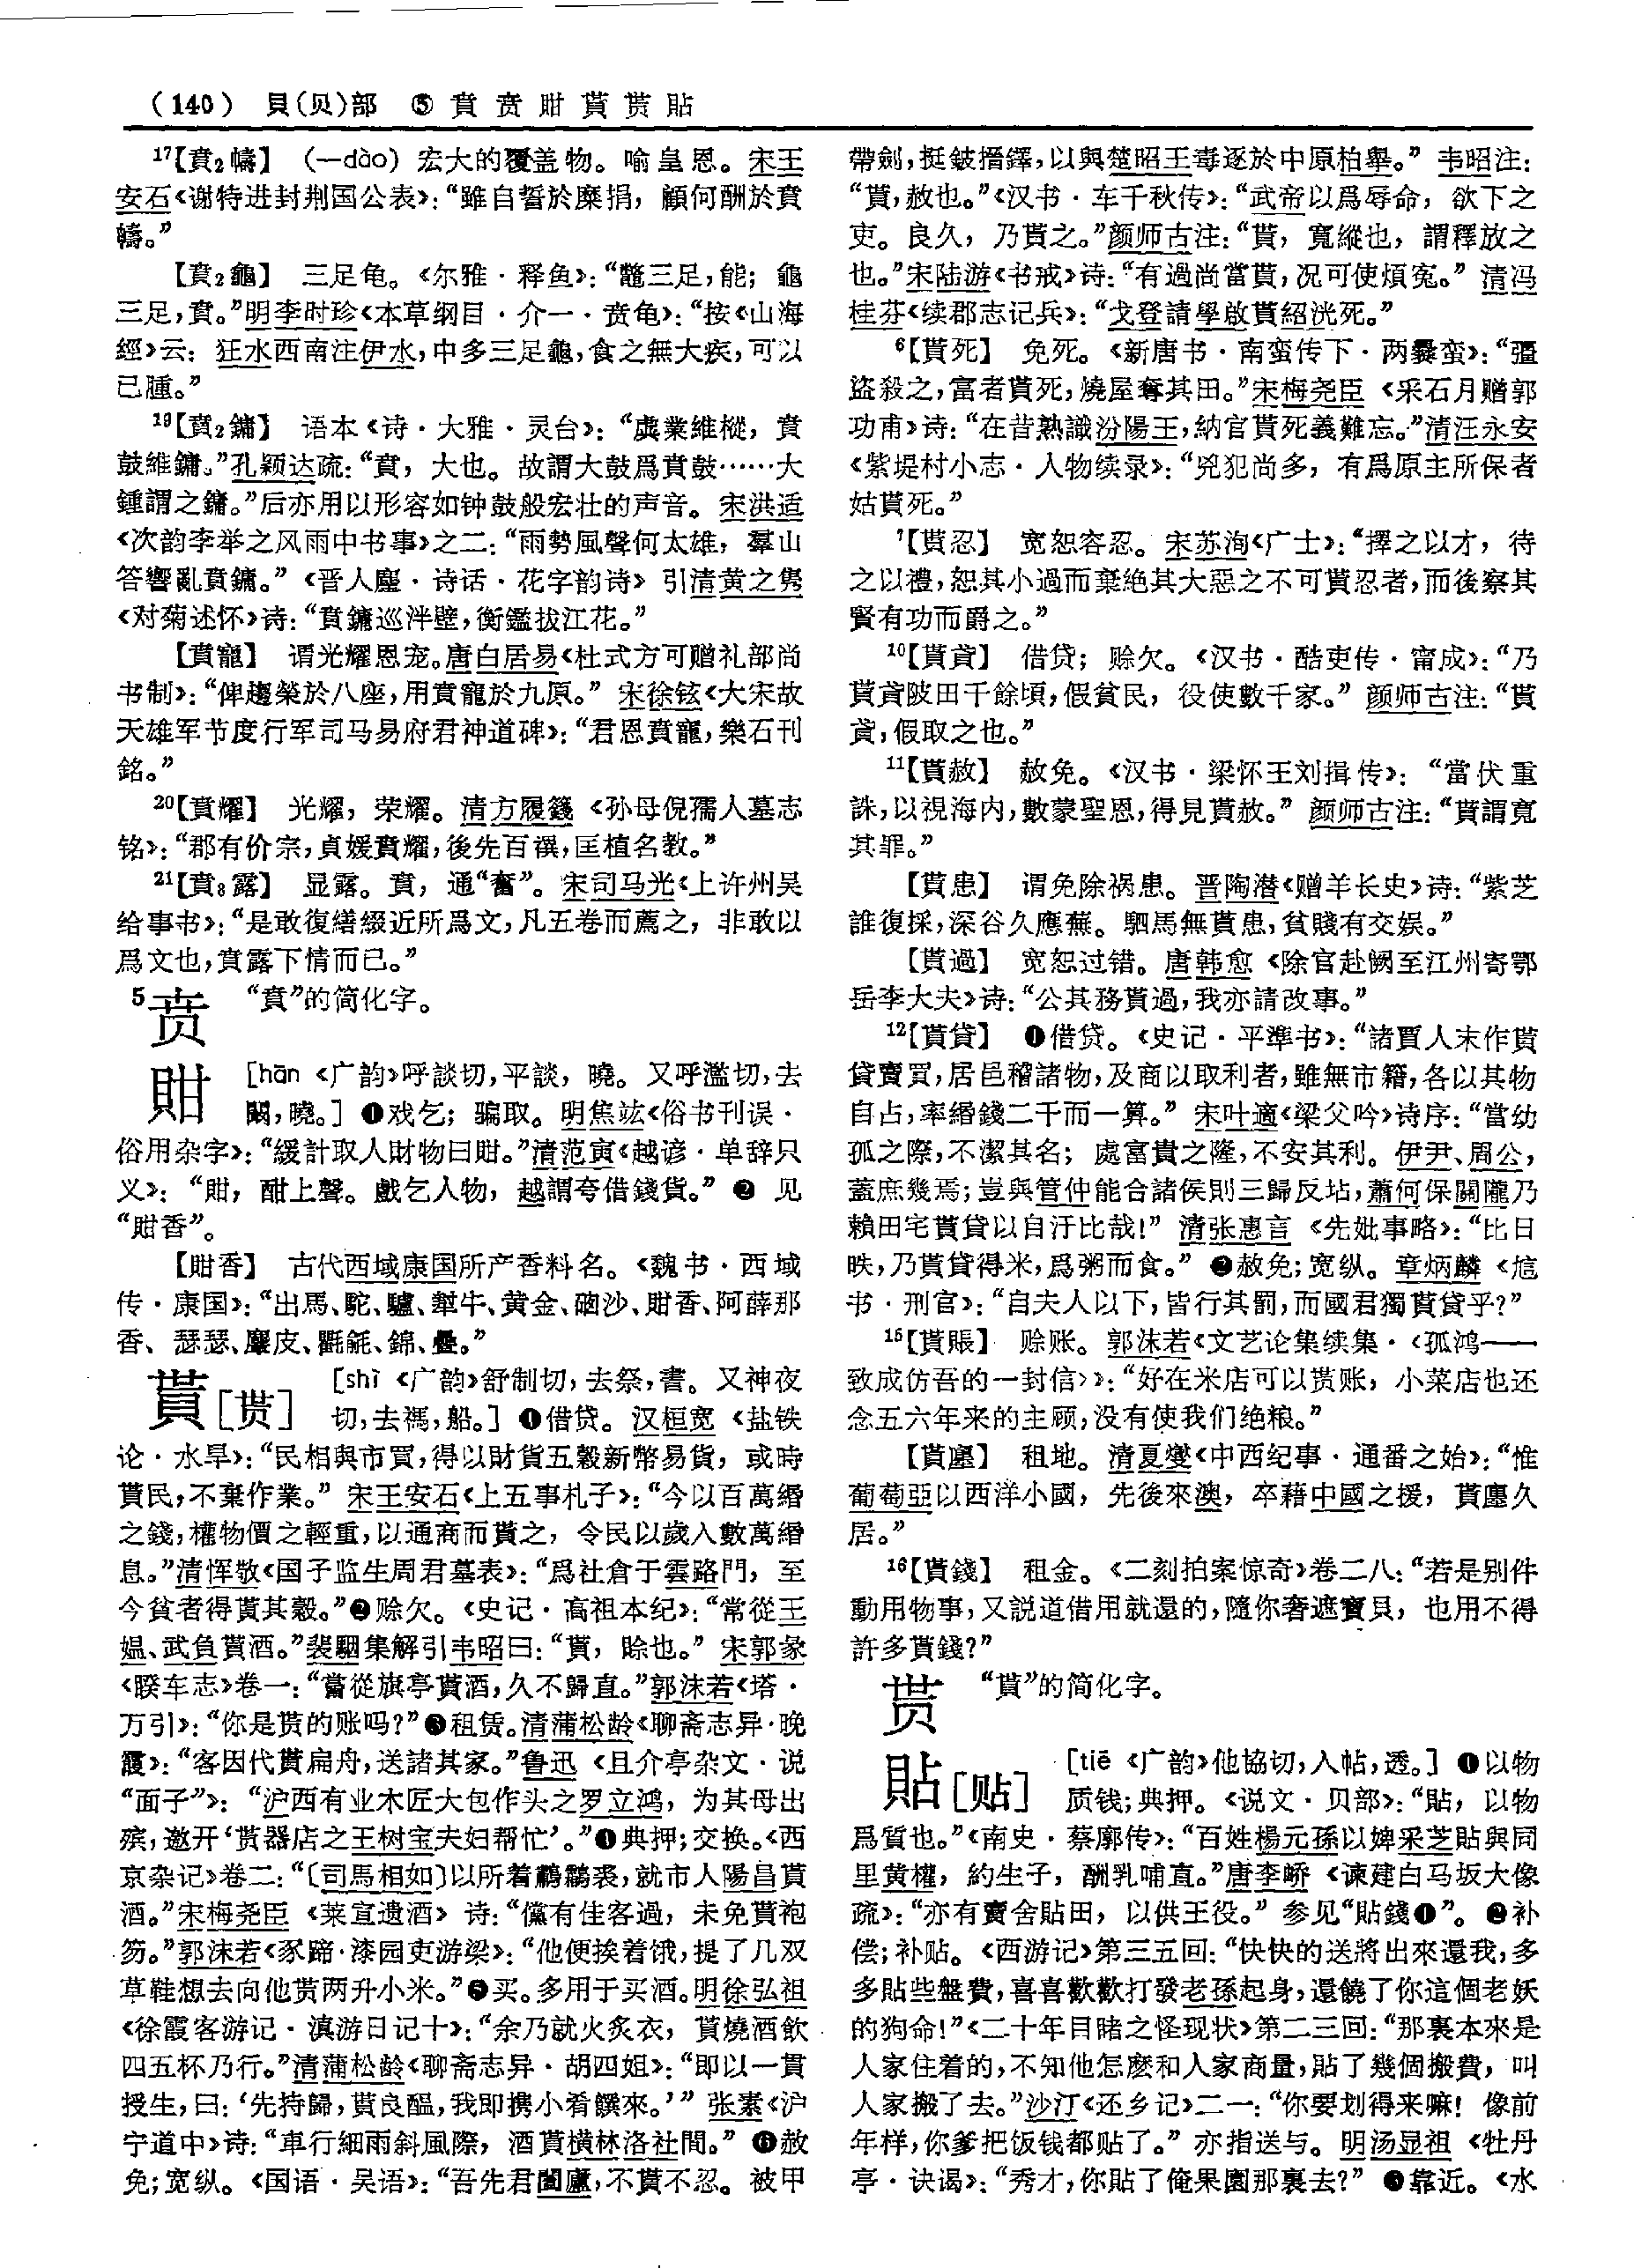 (140) 貝(贝)部 ⑤ 賁 贲 䝧 貰 贳 貼
¹⁷【賁₂幬】 (—dào) 宏大的覆盖物。喻皇恩。宋王
安石《谢特进封荆国公表》：“雖自誓於糜捐，顧何酬於賁
幬。”
【賁₂龜】 三足龟。《尔雅·释鱼》：“鼈三足，能；龜
三足，賁。”明李时珍《本草纲目·介一·贲龟》：“按《山海
經》云：狂水西南注伊水，中多三足龜，食之無大疾，可以
已腫。”
¹⁹【賁₂鏞】 语本《诗·大雅·灵台》：“虡業維樅，賁
鼓維鏞。”孔颖达疏：“賁，大也。故謂大鼓爲賁鼓……大
鍾謂之鏞。”后亦用以形容如钟鼓般宏壮的声音。宋洪适
《次韵李举之风雨中书事》之二：“雨勢風聲何太雄，羣山
答響亂賁鏞。”《晋人麈·诗话·花字韵诗》引清黄之隽
《对菊述怀》诗：“賁鏞巡泮壁，衡鑑拔江花。”
【賁寵】 谓光耀恩宠。唐白居易《杜式方可赠礼部尚
书制》：“俾趨榮於八座，用賁寵於九原。” 宋徐铉《大宋故
天雄军节度行军司马易府君神道碑》：“君恩賁寵，樂石刊
銘。”
²⁰【賁耀】 光耀，荣耀。清方履籛《孙母倪孺人墓志
铭》：“郡有价宗，貞媛賁耀，後先百禩，匡植名教。”
²¹【賁₈露】 显露。賁，通“奮”。宋司马光《上许州吴
给事书》：“是敢復繕綴近所爲文，凡五卷而薦之，非敢以
爲文也，賁露下情而已。”
⁵贲 “賁”的简化字。
䝧 [hān 《广韵》呼談切，平談，曉。又呼濫切，去
闞，曉。] ❶戏乞；骗取。明焦竑《俗书刊误·
俗用杂字》：“緩計取人財物曰䝧。”清范寅《越谚·单辞只
义》：“䝧，酣上聲。戲乞人物，越謂夸借錢貨。” ❷ 见
“䝧香”。
【䝧香】 古代西域康国所产香料名。《魏书·西域
传·康国》：“出馬、駝、驢、犎牛、黄金、硇沙、䝧香、阿薛那
香、瑟瑟、麞皮、氍毹、錦、疊。”
貰[贳] [shì 《广韵》舒制切，去祭，書。又神夜
切，去禡，船。] ❶借贷。汉桓宽《盐铁
论·水旱》：“民相與市買，得以財貨五穀新幣易貨，或時
貰民，不棄作業。” 宋王安石《上五事札子》：“今以百萬緡
之錢，權物價之輕重，以通商而貰之，令民以歲入數萬緡
息。”清恽敬《国子监生周君墓表》：“爲社倉于雲路門，至
今貧者得貰其穀。”❷赊欠。《史记·高祖本纪》：“常從王
媪、武負貰酒。”裴駰集解引韦昭曰：“貰，賒也。” 宋郭彖
《睽车志》卷一：“嘗從旗亭貰酒，久不歸直。”郭沫若《塔·
万引》：“你是贳的账吗？”❸租赁。清蒲松龄《聊斋志异·晚
霞》：“客因代貰扁舟，送諸其家。”鲁迅《且介亭杂文·说
“面子”》：“沪西有业木匠大包作头之罗立鸿，为其母出
殡，邀开‘贳器店之王树宝夫妇帮忙’。”❹典押；交换。《西
京杂记》卷二：“〔司馬相如〕以所着鷫鸘裘，就市人陽昌貰
酒。”宋梅尧臣《莱宣遗酒》诗：“儻有佳客過，未免貰袍
笏。”郭沫若《豕蹄·漆园吏游梁》：“他便挨着饿，提了几双
草鞋想去向他贳两升小米。”❺买。多用于买酒。明徐弘祖
《徐霞客游记·滇游日记十》：“余乃就火炙衣，貰燒酒飲
四五杯乃行。”清蒲松龄《聊斋志异·胡四姐》：“即以一貫
授生，曰：‘先持歸，貰良醖，我即携小肴饌來。’” 张素《沪
宁道中》诗：“車行細雨斜風際，酒貰橫林洛社間。” ❻赦
免；宽纵。《国语·吴语》：“吾先君闔廬，不貰不忍。被甲
帶劍，挺鈹搢鐸，以與楚昭王毒逐於中原柏舉。” 韦昭注：
“貰，赦也。”《汉书·车千秋传》：“武帝以爲辱命，欲下之
吏。良久，乃貰之。”颜师古注：“貰，寬縱也，謂釋放之
也。”宋陆游《书戒》诗：“有過尚當貰，况可使煩寃。” 清冯
桂芬《续郡志记兵》：“戈登請學啟貰紹洸死。”
⁶【貰死】 免死。《新唐书·南蛮传下·两爨蛮》：“彊
盜殺之，富者貰死，燒屋奪其田。”宋梅尧臣《采石月赠郭
功甫》诗：“在昔熟識汾陽王，納官貰死義難忘。”清汪永安
《紫堤村小志·人物续录》：“兇犯尚多，有爲原主所保者
姑貰死。”
⁷【貰忍】 宽恕容忍。宋苏洵《广士》：“擇之以才，待
之以禮，恕其小過而棄絶其大惡之不可貰忍者，而後察其
賢有功而爵之。”
¹⁰【貰貣】 借贷；赊欠。《汉书·酷吏传·甯成》：“乃
貰貣陂田千餘頃，假貧民，役使數千家。” 颜师古注：“貰
貣，假取之也。”
¹¹【貰赦】 赦免。《汉书·梁怀王刘揖传》：“當伏重
誅，以視海内，數蒙聖恩，得見貰赦。” 颜师古注：“貰謂寬
其罪。”
【貰患】 谓免除祸患。晋陶潜《赠羊长史》诗：“紫芝
誰復採，深谷久應蕪。駟馬無貰患，貧賤有交娱。”
【貰過】 宽恕过错。唐韩愈《除官赴阙至江州寄鄂
岳李大夫》诗：“公其務貰過，我亦請改事。”
¹²【貰貸】 ❶借贷。《史记·平準书》：“諸賈人末作貰
貸賣買，居邑稽諸物，及商以取利者，雖無市籍，各以其物
自占，率緡錢二千而一算。” 宋叶適《梁父吟》诗序：“當幼
孤之際，不潔其名；處富貴之隆，不安其利。伊尹、周公，
蓋庶幾焉；豈與管仲能合諸侯則三歸反坫，蕭何保關隴乃
賴田宅貰貸以自汙比哉！” 清张惠言《先妣事略》：“比日
昳，乃貰貸得米，爲粥而食。” ❷赦免；宽纵。章炳麟《訄
书·刑官》：“自夫人以下，皆行其罰，而國君獨貰貸乎？”
¹⁵【貰賬】 赊账。郭沫若《文艺论集续集·〈孤鸿——
致成仿吾的一封信〉》：“好在米店可以贳账，小菜店也还
念五六年来的主顾，没有使我们绝粮。”
【貰廛】 租地。清夏燮《中西纪事·通番之始》：“惟
葡萄亞以西洋小國，先後來澳，卒藉中國之援，貰廛久
居。”
¹⁶【貰錢】 租金。《二刻拍案惊奇》卷二八：“若是别件
動用物事，又説道借用就還的，隨你奢遮寶貝，也用不得
許多貰錢？”
贳 “貰”的简化字。
貼[贴] [tiē 《广韵》他協切，入帖，透。] ❶以物
质钱；典押。《说文·贝部》：“貼，以物
爲質也。”《南史·蔡廓传》：“百姓楊元孫以婢采芝貼與同
里黄權，約生子，酬乳哺直。”唐李峤《谏建白马坂大像
疏》：“亦有賣舍貼田，以供王役。” 参见“貼錢❶”。 ❷补
偿；补贴。《西游记》第三五回：“快快的送將出來還我，多
多貼些盤費，喜喜歡歡打發老孫起身，還饒了你這個老妖
的狗命！”《二十年目睹之怪现状》第二三回：“那裏本來是
人家住着的，不知他怎麽和人家商量，貼了幾個搬費，叫
人家搬了去。”沙汀《还乡记》二一：“你要划得来嘛！像前
年样，你爹把饭钱都贴了。” 亦指送与。明汤显祖《牡丹
亭·诀谒》：“秀才，你貼了俺果園那裏去？” ❸靠近。《水